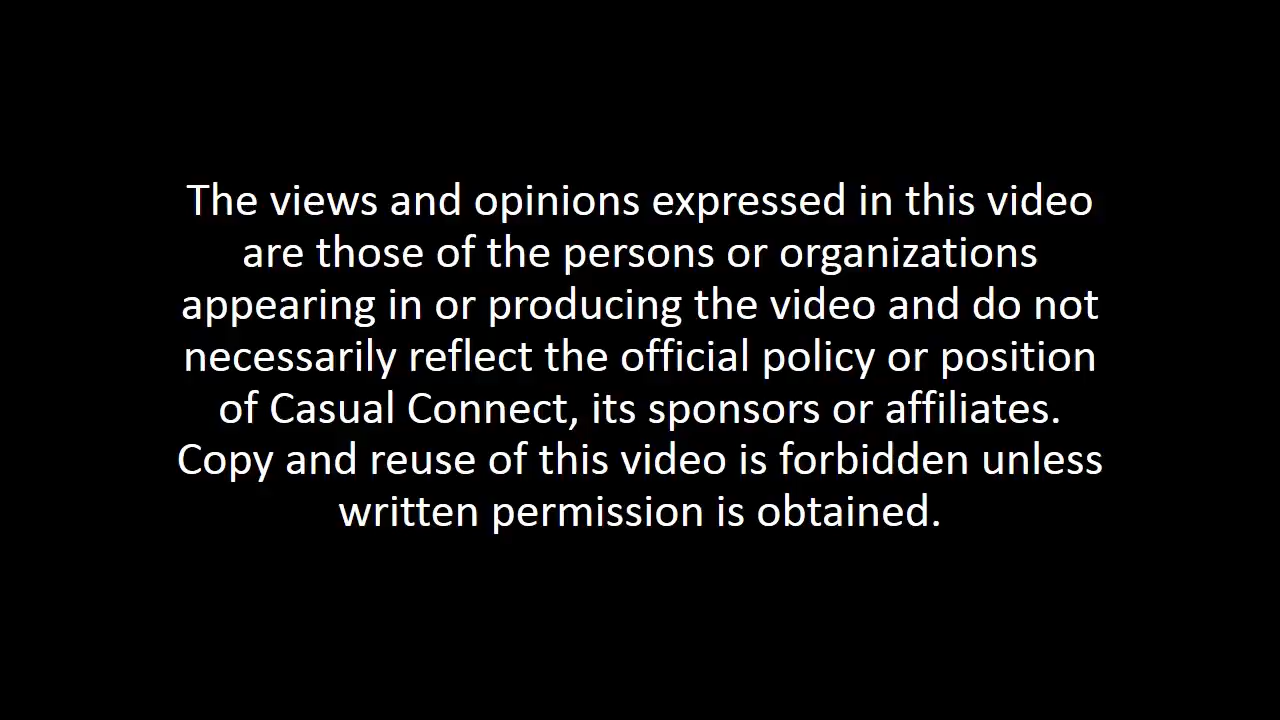 The views and opinions expressed in this video
are those of the persons or organizations
appearing in or producing the video and do not
necessarily reflect the official policy or position
of Casual Connect, its sponsors or affiliates.
Copy and reuse of this video is forbidden unless
written permission is obtained.